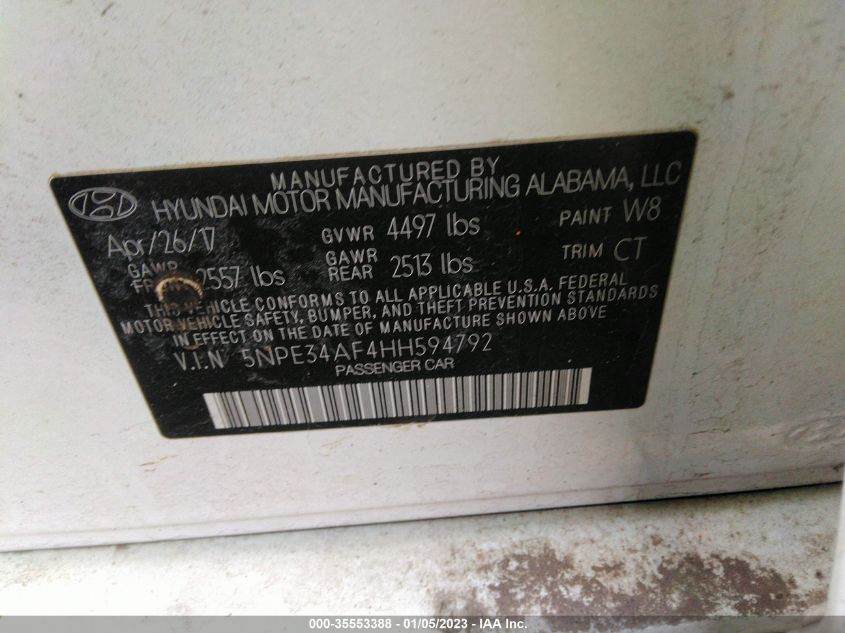 MANUFACTURED BY
HYUNDAI MOTOR MANUFACTURING ALABAMA, LLC
Apr/26/17 GVWR 4497 lbs PAINT W8
GAWR FRONT 2557 lbs GAWR REAR 2513 lbs TRIM CT
THIS VEHICLE CONFORMS TO ALL APPLICABLE U.S.A. FEDERAL
MOTOR VEHICLE SAFETY, BUMPER, AND THEFT PREVENTION STANDARDS
IN EFFECT ON THE DATE OF MANUFACTURE SHOWN ABOVE
V.I.N 5NPE34AF4HH594792
PASSENGER CAR
000-35553388 - 01/05/2023 - IAA Inc.